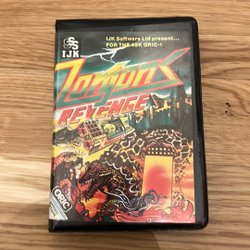 IJK Software Ltd present...
FOR THE 48K ORIC-1
IJK
Zorgons
REVENGE
ORIC